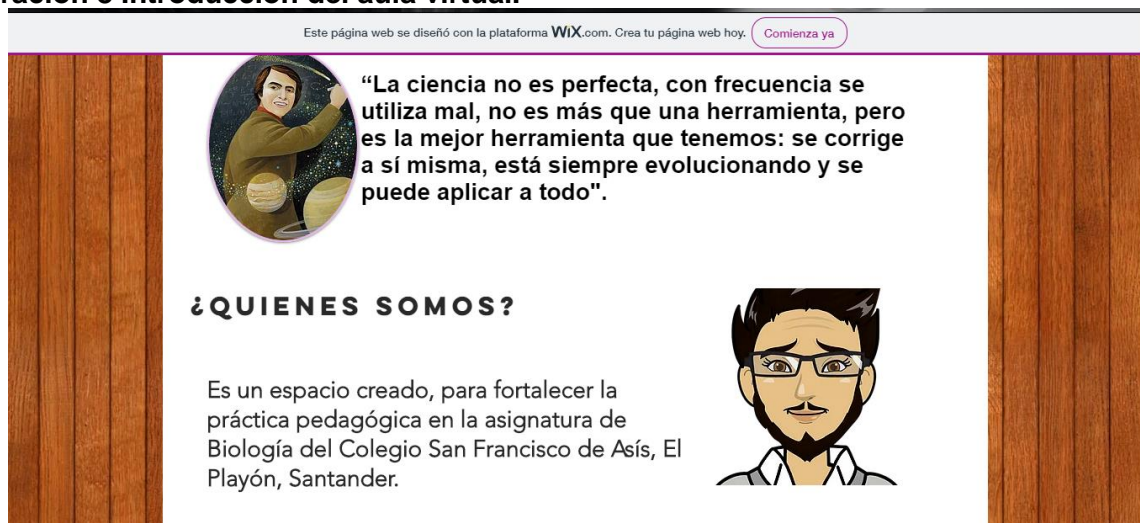 Este página web se diseñó con la plataforma WiX.com. Crea tu página web hoy. Comienza ya
“La ciencia no es perfecta, con frecuencia se
utiliza mal, no es más que una herramienta, pero
es la mejor herramienta que tenemos: se corrige
a sí misma, está siempre evolucionando y se
puede aplicar a todo".
¿QUIENES SOMOS?
Es un espacio creado, para fortalecer la
práctica pedagógica en la asignatura de
Biología del Colegio San Francisco de Asís, El
Playón, Santander.